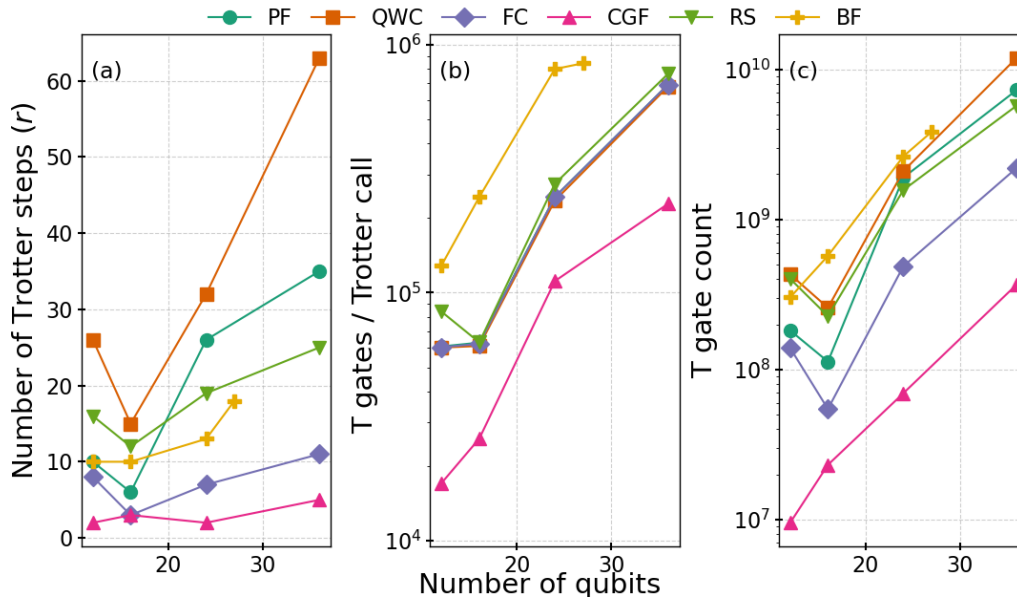 PF QWC FC CGF RS BF
(a)
Number of Trotter steps (r)
60
50
40
30
20
10
0
20 30
(b)
T gates / Trotter call
10^6
10^5
10^4
20 30
Number of qubits
(c)
T gate count
10^10
10^9
10^8
10^7
20 30